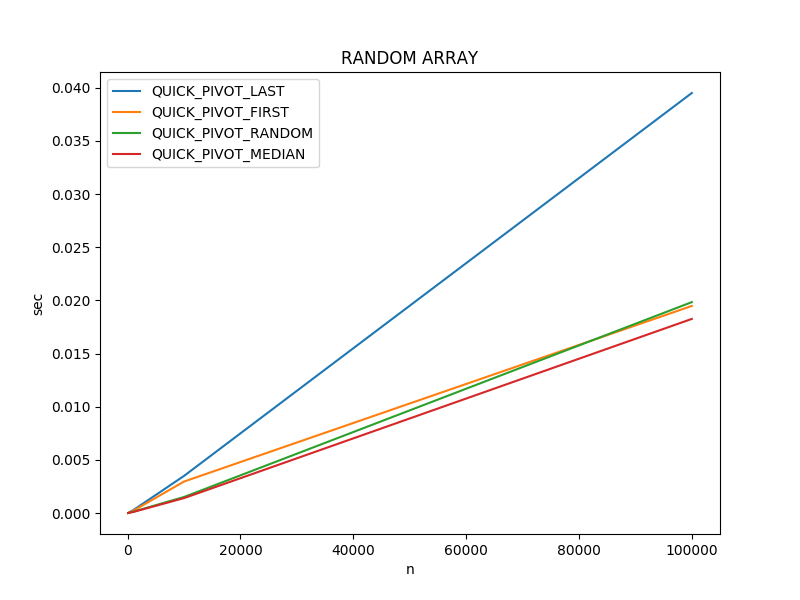 RANDOM ARRAY
QUICK_PIVOT_LAST
QUICK_PIVOT_FIRST
QUICK_PIVOT_RANDOM
QUICK_PIVOT_MEDIAN
0.040
0.035
0.030
0.025
0.020
0.015
0.010
0.005
0.000
sec
0 20000 40000 60000 80000 100000
n